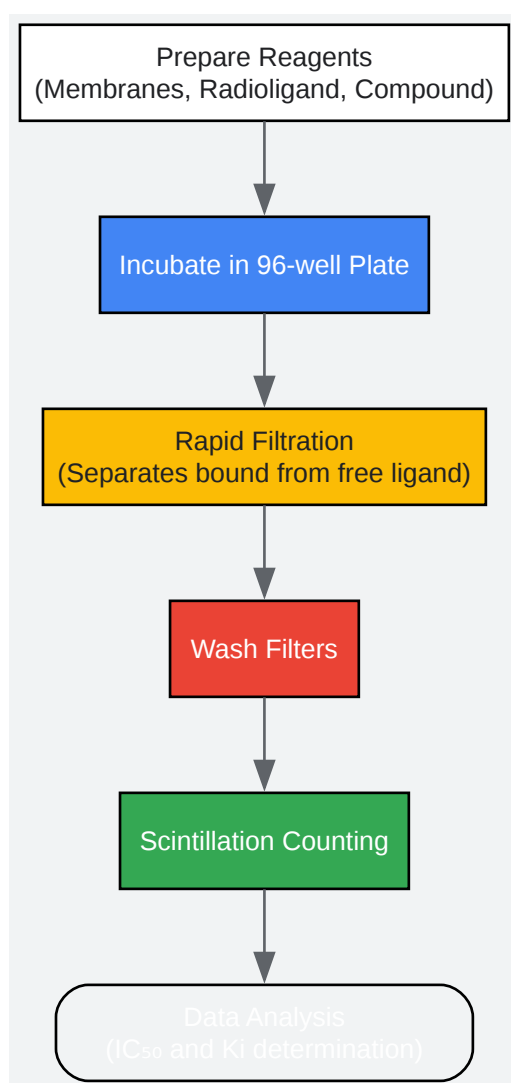 Prepare Reagents
(Membranes, Radioligand, Compound)
Incubate in 96-well Plate
Rapid Filtration
(Separates bound from free ligand)
Wash Filters
Scintillation Counting
Data Analysis
(IC₅₀ and Ki determination)